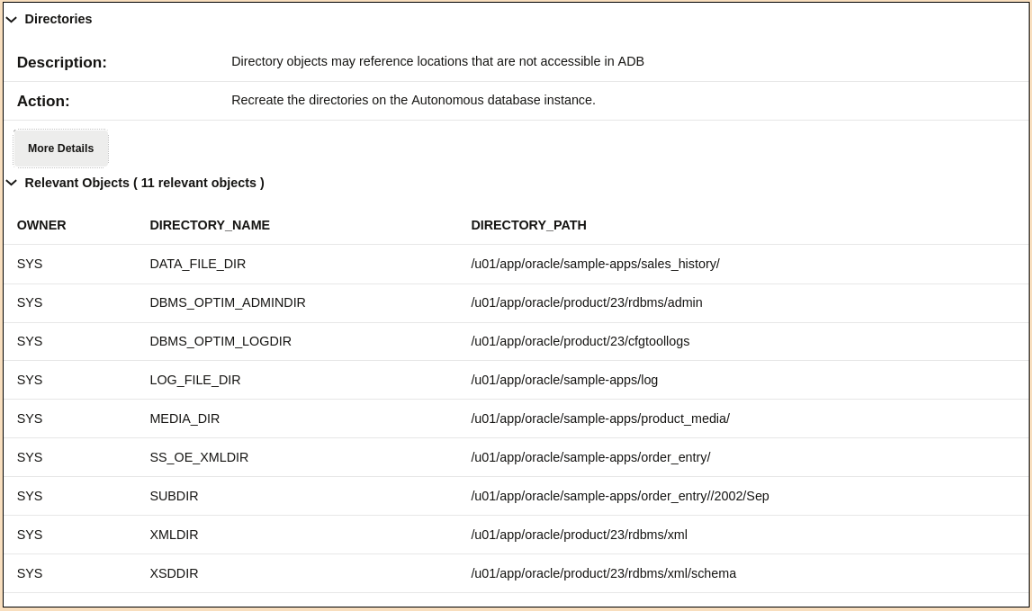 Directories
Description: Directory objects may reference locations that are not accessible in ADB
Action: Recreate the directories on the Autonomous database instance.
More Details
Relevant Objects ( 11 relevant objects )
OWNER DIRECTORY_NAME DIRECTORY_PATH
SYS DATA_FILE_DIR /u01/app/oracle/sample-apps/sales_history/
SYS DBMS_OPTIM_ADMINDIR /u01/app/oracle/product/23/rdbms/admin
SYS DBMS_OPTIM_LOGDIR /u01/app/oracle/product/23/cfgtoollogs
SYS LOG_FILE_DIR /u01/app/oracle/sample-apps/log
SYS MEDIA_DIR /u01/app/oracle/sample-apps/product_media/
SYS SS_OE_XMLDIR /u01/app/oracle/sample-apps/order_entry/
SYS SUBDIR /u01/app/oracle/sample-apps/order_entry//2002/Sep
SYS XMLDIR /u01/app/oracle/product/23/rdbms/xml
SYS XSDDIR /u01/app/oracle/product/23/rdbms/xml/schema